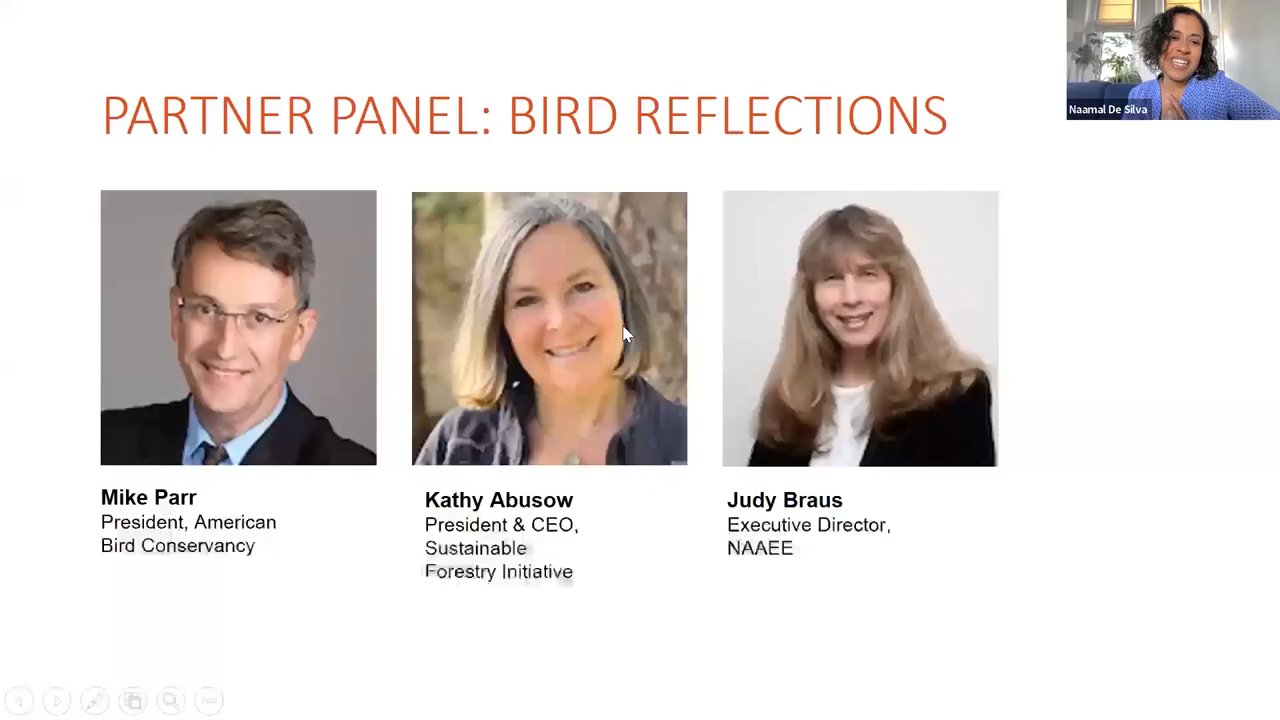 PARTNER PANEL: BIRD REFLECTIONS
Naamal De Silva
Mike Parr
President, American
Bird Conservancy
Kathy Abusow
President & CEO,
Sustainable
Forestry Initiative
Judy Braus
Executive Director,
NAAEE